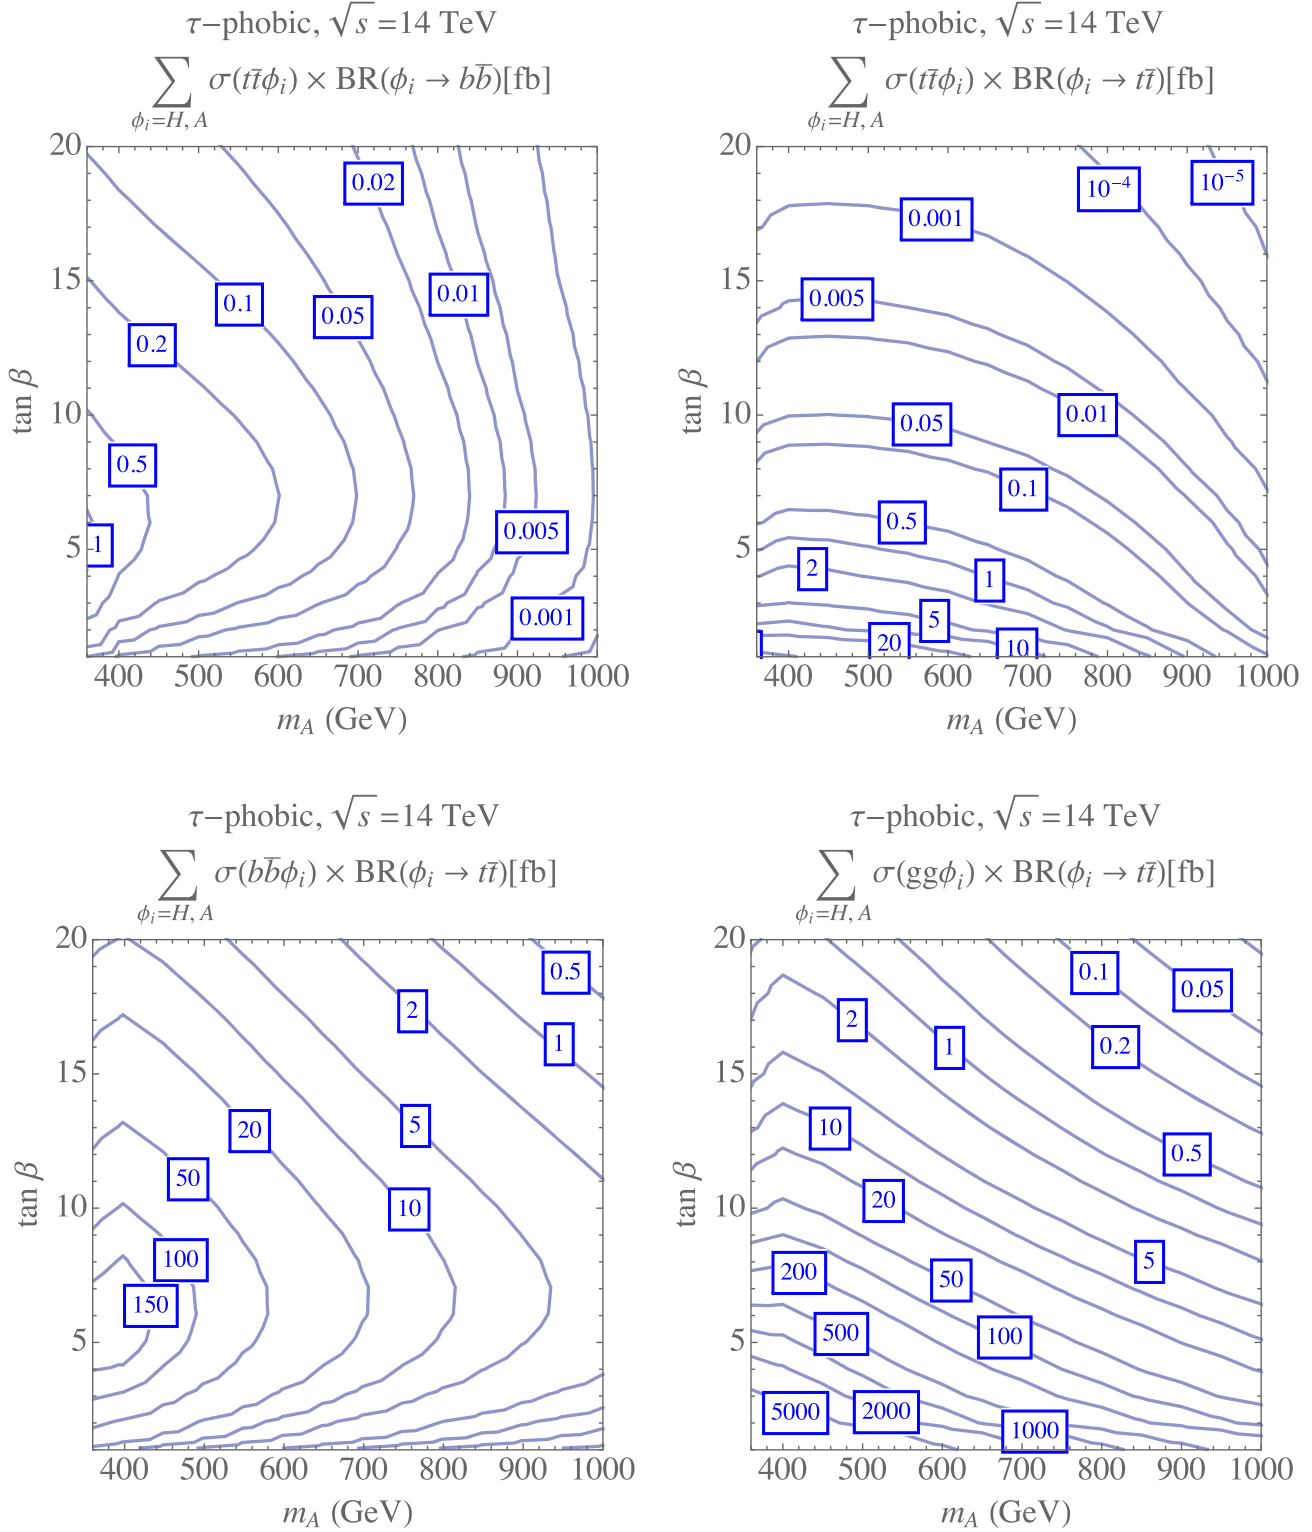 τ−phobic, √s =14 TeV
∑ σ(tt̄ϕi) × BR(ϕi → bb̄)[fb]
ϕi=H, A
20
15
10
5
tan β
0.02
0.01
0.1
0.05
0.2
0.5
1
0.005
0.001
400 500 600 700 800 900 1000
mA (GeV)
τ−phobic, √s =14 TeV
∑ σ(tt̄ϕi) × BR(ϕi → tt̄)[fb]
ϕi=H, A
20
15
10
5
tan β
10−4
10−5
0.001
0.005
0.01
0.05
0.1
0.5
2
1
5
20
10
400 500 600 700 800 900 1000
mA (GeV)
τ−phobic, √s =14 TeV
∑ σ(bb̄ϕi) × BR(ϕi → tt̄)[fb]
ϕi=H, A
20
15
10
5
tan β
0.5
2
1
20
5
50
10
100
150
400 500 600 700 800 900 1000
mA (GeV)
τ−phobic, √s =14 TeV
∑ σ(ggϕi) × BR(ϕi → tt̄)[fb]
ϕi=H, A
20
15
10
5
tan β
0.1
0.05
2
1
0.2
10
0.5
20
5
200
50
500
100
5000
2000
1000
400 500 600 700 800 900 1000
mA (GeV)